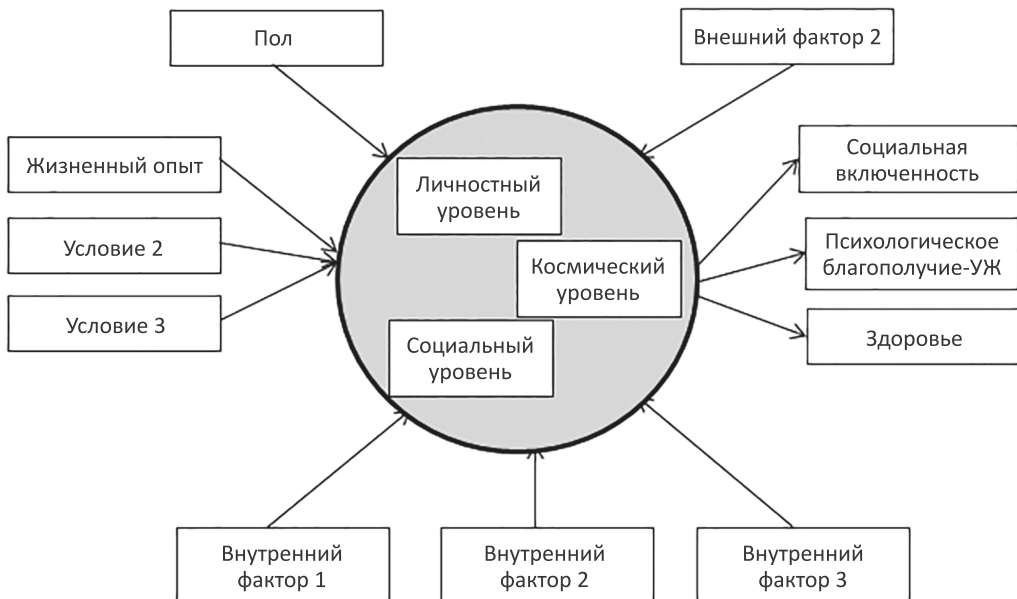 Пол
Внешний фактор 2
Жизненный опыт
Условие 2
Условие 3
Личностный
уровень
Космический
уровень
Социальный
уровень
Социальная
включенность
Психологическое
благополучие-УЖ
Здоровье
Внутренний
фактор 1
Внутренний
фактор 2
Внутренний
фактор 3